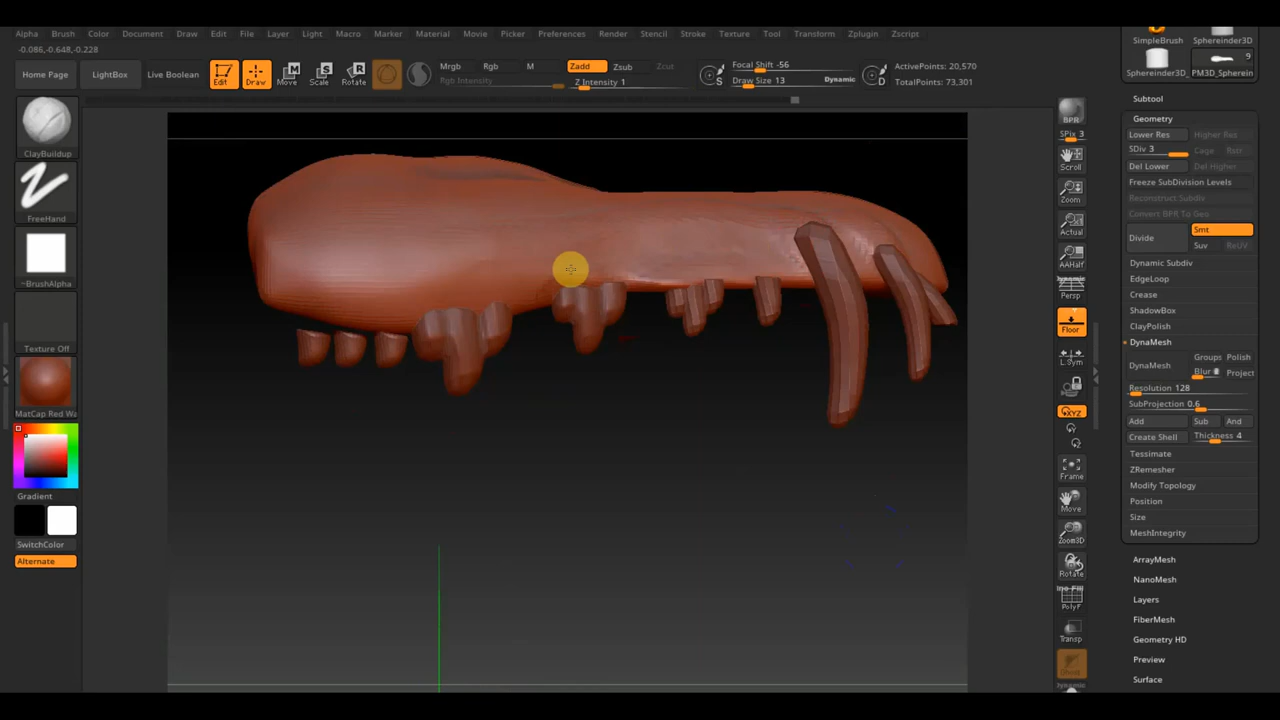 Alpha Brush Color Document Draw Edit File Layer Light Macro Marker Material Movie Picker Preferences Render Stencil Stroke Texture Tool Transform Zplugin Zscript
-0.086,-0.648,-0.228
Home Page LightBox Live Boolean Edit Draw Move Scale Rotate
Mrgb Rgb M Zadd Zsub Zcut
Rgb Intensity Z Intensity 1
Focal Shift -56
Draw Size 13 Dynamic
S
D
ActivePoints: 20,570
TotalPoints: 73,301
ClayBuildup
FreeHand
~BrushAlpha
Texture Off
MatCap Red Wa
Gradient
SwitchColor
Alternate
BPR
SPix 3
Scroll
Zoom
Actual
AAHalf
Dynamic
Persp
Floor
L.Sym
XYZ
Frame
Move
Zoom3D
Rotate
PolyF
Transp
Dynamic
SimpleBrush Sphereinder3D
9
Sphereinder3D_ PM3D_Spherein
Subtool
Geometry
Lower Res Higher Res
SDiv 3 Cage Rstr
Del Lower Del Higher
Freeze SubDivision Levels
Reconstruct Subdiv
Convert BPR To Geo
Divide Smt
Suv ReUV
Dynamic Subdiv
EdgeLoop
Crease
ShadowBox
ClayPolish
DynaMesh
DynaMesh Groups Polish
Blur Project
Resolution 128
SubProjection 0.6
Add Sub And
Create Shell Thickness 4
Tessimate
ZRemesher
Modify Topology
Position
Size
MeshIntegrity
ArrayMesh
NanoMesh
Layers
FiberMesh
Geometry HD
Preview
Surface